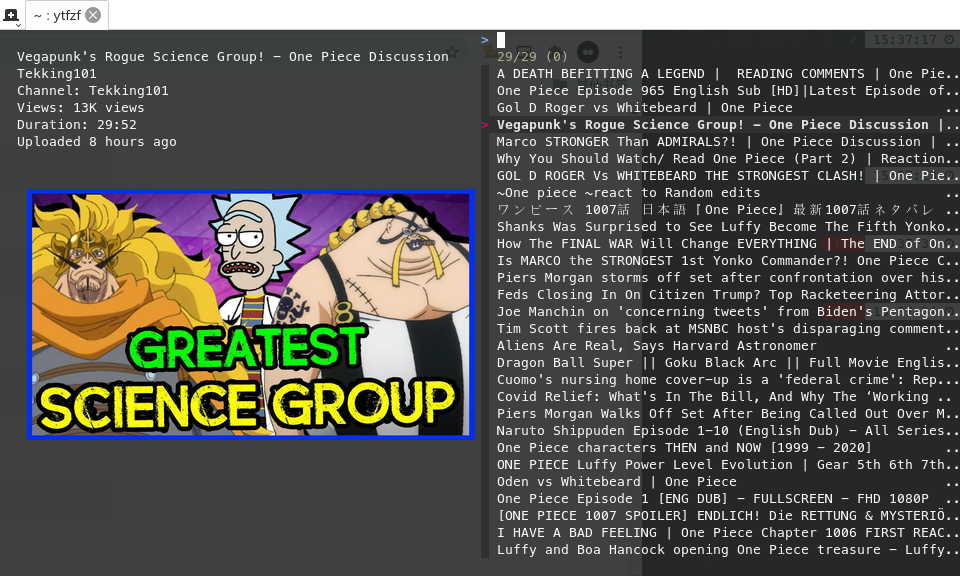 ~ : ytfzf
Vegapunk's Rogue Science Group! – One Piece Discussion
Tekking101
Channel: Tekking101
Views: 13K views
Duration: 29:52
Uploaded 8 hours ago
8
GREATEST
SCIENCE GROUP
>
15:37:17
29/29 (0)
A DEATH BEFITTING A LEGEND |  READING COMMENTS | One Pie..
One Piece Episode 965 English Sub [HD]|Latest Episode of..
Gol D Roger vs Whitebeard | One Piece ..
> Vegapunk's Rogue Science Group! – One Piece Discussion |..
Marco STRONGER Than ADMIRALS?! | One Piece Discussion | ..
Why You Should Watch/ Read One Piece (Part 2) | Reaction..
GOL D ROGER Vs WHITEBEARD THE STRONGEST CLASH! | One Pie..
~One piece ~react to Random edits ..
ワンピース 1007話 日本語『One Piece』最新1007話ネタバレ ..
Shanks Was Surprised to See Luffy Become The Fifth Yonko..
How The FINAL WAR Will Change EVERYTHING | The END of On..
Is MARCO the STRONGEST 1st Yonko Commander?! One Piece C..
Piers Morgan storms off set after confrontation over his..
Feds Closing In On Citizen Trump? Top Racketeering Attor..
Joe Manchin on 'concerning tweets' from Biden's Pentagon..
Tim Scott fires back at MSNBC host's disparaging comment..
Aliens Are Real, Says Harvard Astronomer ..
Dragon Ball Super || Goku Black Arc || Full Movie Englis..
Cuomo's nursing home cover–up is a 'federal crime': Rep...
Covid Relief: What's In The Bill, And Why The ‘Working ..
Piers Morgan Walks Off Set After Being Called Out Over M..
Naruto Shippuden Episode 1–10 (English Dub) – All Series..
One Piece characters THEN and NOW [1999 – 2020] ..
ONE PIECE Luffy Power Level Evolution | Gear 5th 6th 7th..
Oden vs Whitebeard | One Piece ..
One Piece Episode 1 [ENG DUB] – FULLSCREEN – FHD 1080P ..
[ONE PIECE 1007 SPOILER] ENDLICH! Die RETTUNG & MYSTERIÖ..
I HAVE A BAD FEELING | One Piece Chapter 1006 FIRST REAC..
Luffy and Boa Hancock opening One Piece treasure – Luffy..